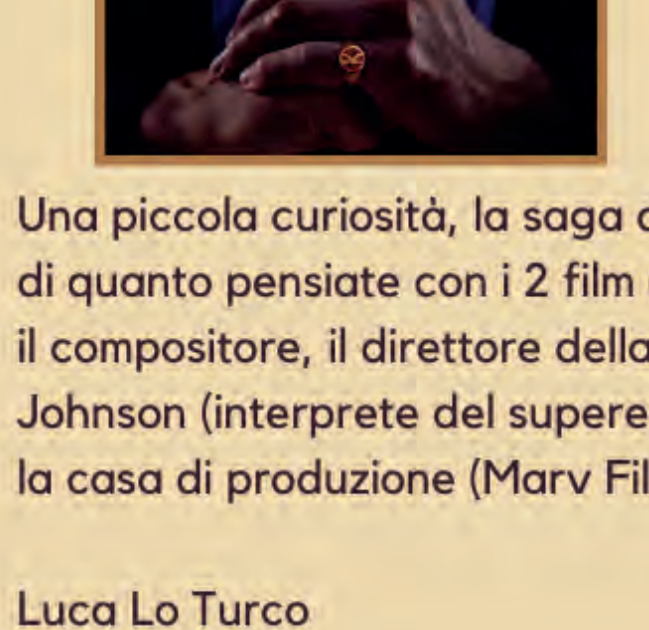 Una piccola curiosità, la saga
di quanto pensiate con i 2 film
il compositore, il direttore della
Johnson (interprete del supere
la casa di produzione (Marv Fil
Luca Lo Turco